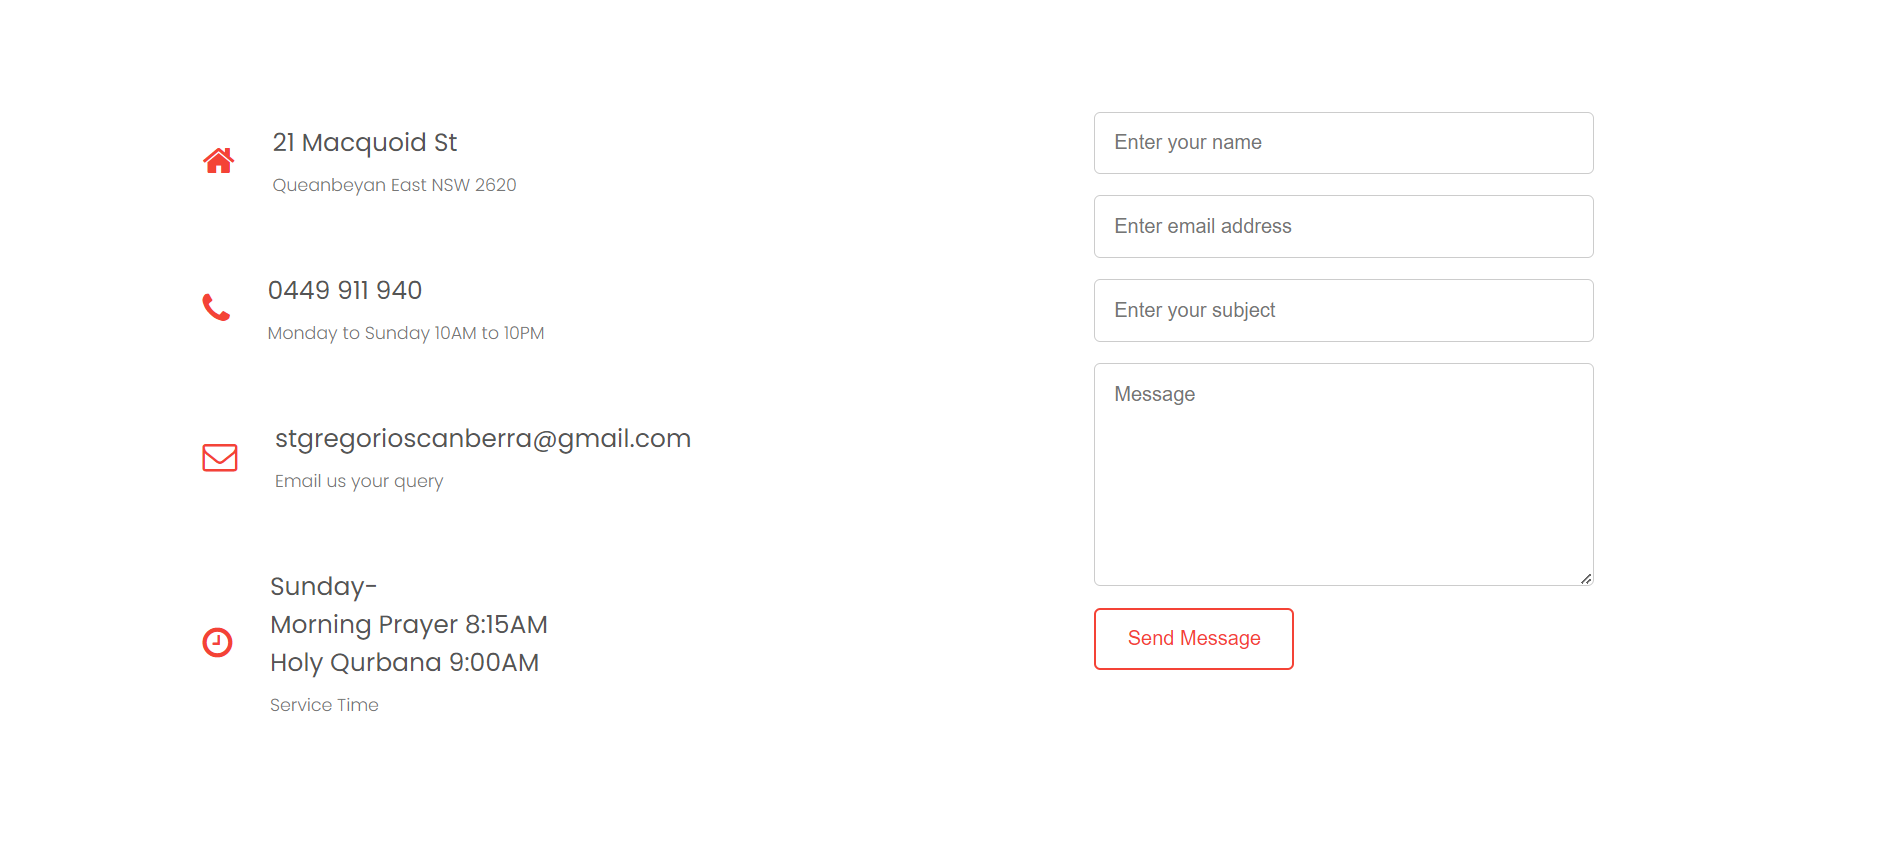 21 Macquoid St
Queanbeyan East NSW 2620
0449 911 940
Monday to Sunday 10AM to 10PM
stgregorioscanberra@gmail.com
Email us your query
Sunday-
Morning Prayer 8:15AM
Holy Qurbana 9:00AM
Service Time
Enter your name
Enter email address
Enter your subject
Message
Send Message